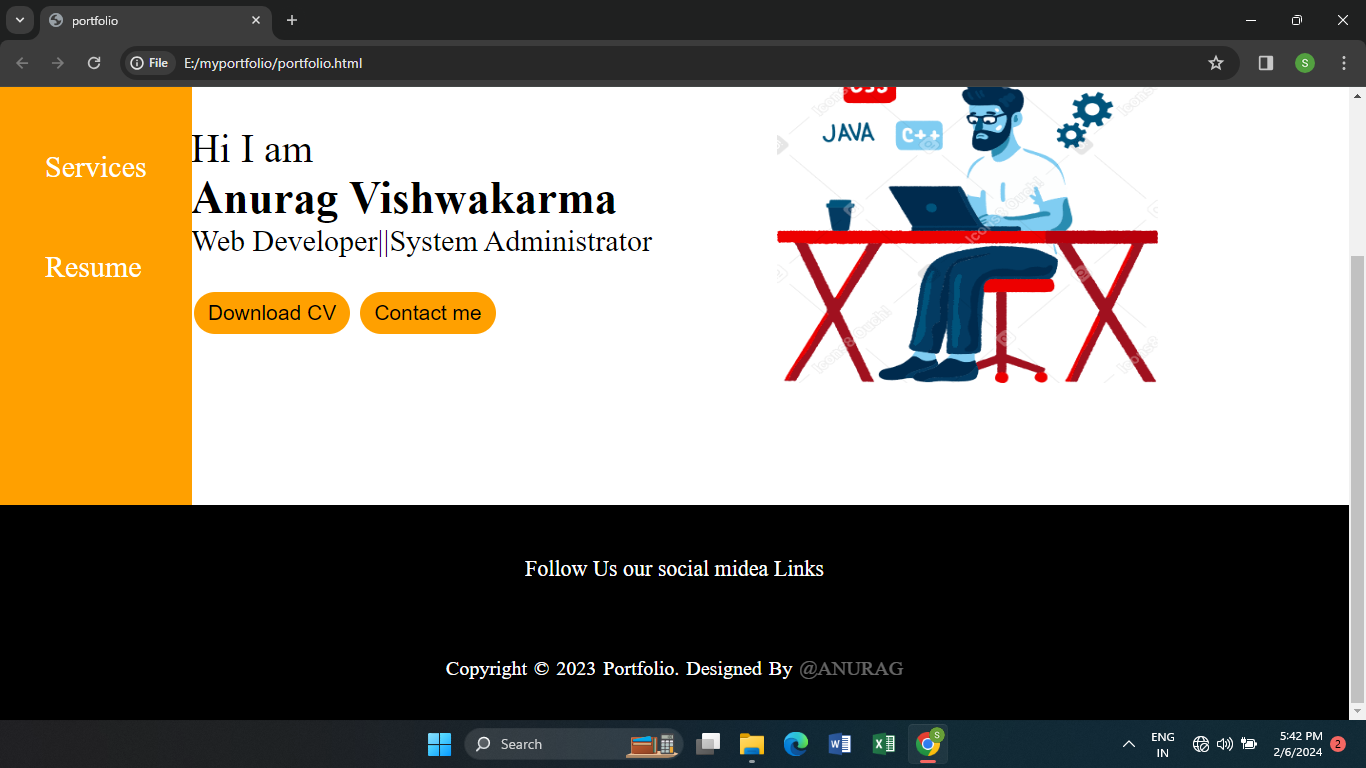 portfolio
File E:/myportfolio/portfolio.html
S
CSS
JAVA C++
Services
Resume
Hi I am
Anurag Vishwakarma
Web Developer||System Administrator
Download CV Contact me
Follow Us our social midea Links
Copyright © 2023 Portfolio. Designed By @ANURAG
Search
S
ENG
IN
5:42 PM
2/6/2024
2